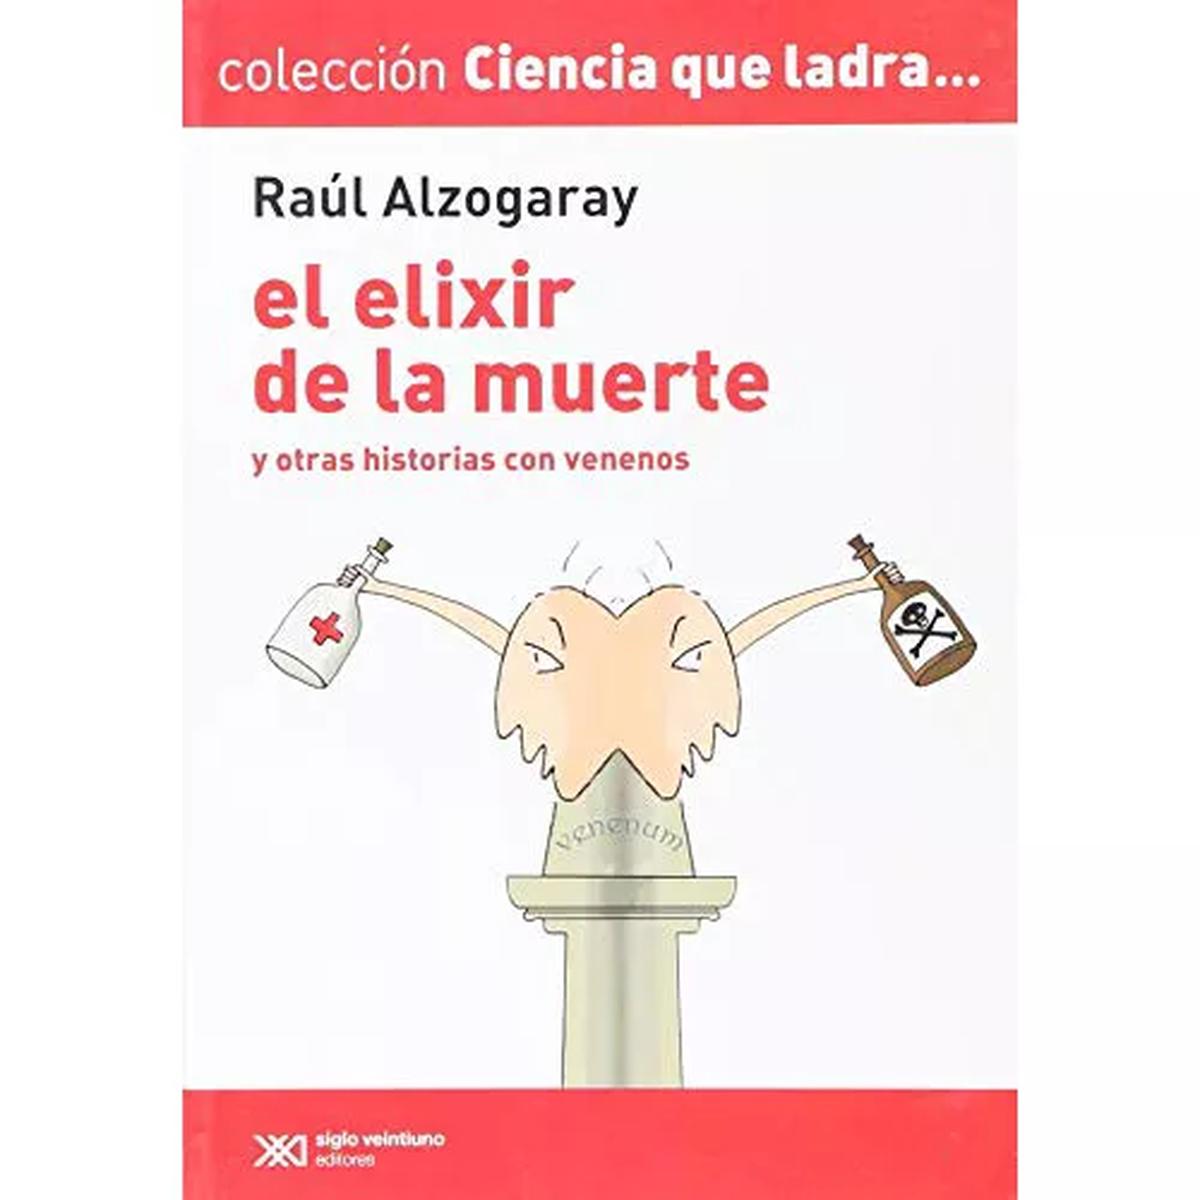 colección Ciencia que ladra...
Raúl Alzogaray
el elixir
de la muerte
y otras historias con venenos
venenum
siglo veintiuno
editores